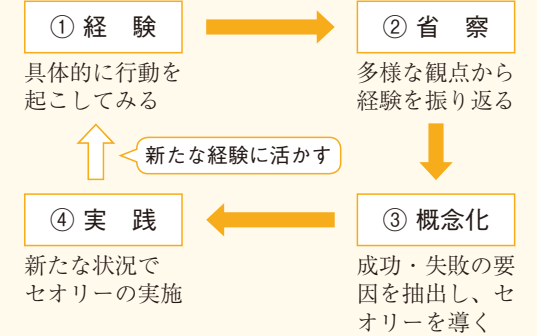 ① 経　験
具体的に行動を
起こしてみる
② 省　察
多様な観点から
経験を振り返る
③ 概念化
成功・失敗の要
因を抽出し、セ
オリーを導く
④ 実　践
新たな状況で
セオリーの実施
新たな経験に活かす